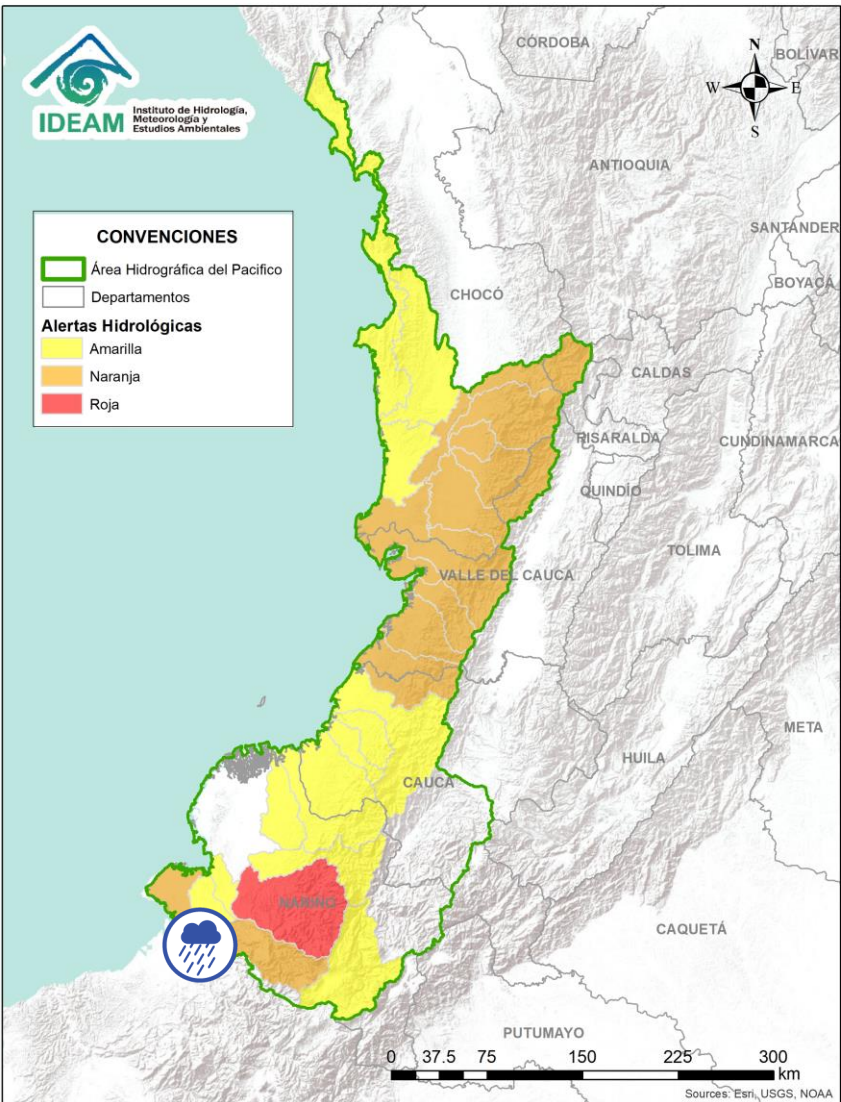 IDEAM
Instituto de Hidrología,
Meteorología y
Estudios Ambientales
N
W
E
S
CÓRDOBA
BOLÍVAR
ANTIOQUIA
SANTANDER
BOYACÁ
CHOCÓ
CALDAS
RISARALDA
CUNDINAMARCA
QUINDÍO
TOLIMA
VALLE DEL CAUCA
META
HUILA
CAUCA
NARIÑO
CAQUETÁ
PUTUMAYO
CONVENCIONES
Área Hidrográfica del Pacifico
Departamentos
Alertas Hidrológicas
Amarilla
Naranja
Roja
0 37.5 75 150 225 300
km
Sources: Esri, USGS, NOAA